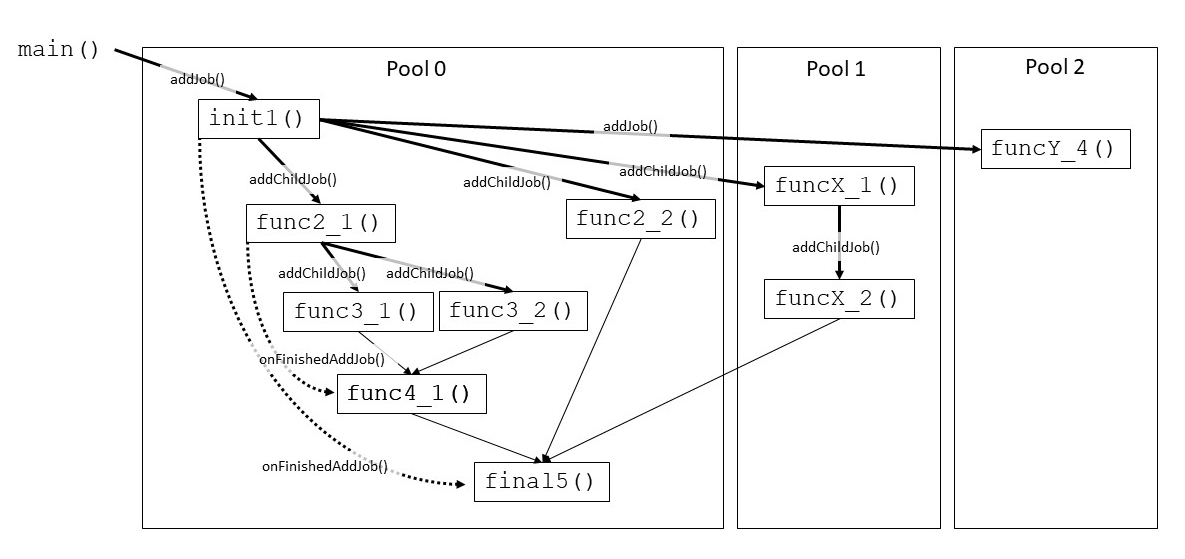 main()
Pool 0
Pool 1
Pool 2
addJob()
init1()
addJob()
funcY_4()
addChildJob()
addChildJob()
addChildJob()
funcX_1()
func2_1()
func2_2()
addChildJob()
addChildJob()
addChildJob()
func3_1()
func3_2()
funcX_2()
onFinishedAddJob()
func4_1()
onFinishedAddJob()
final5()